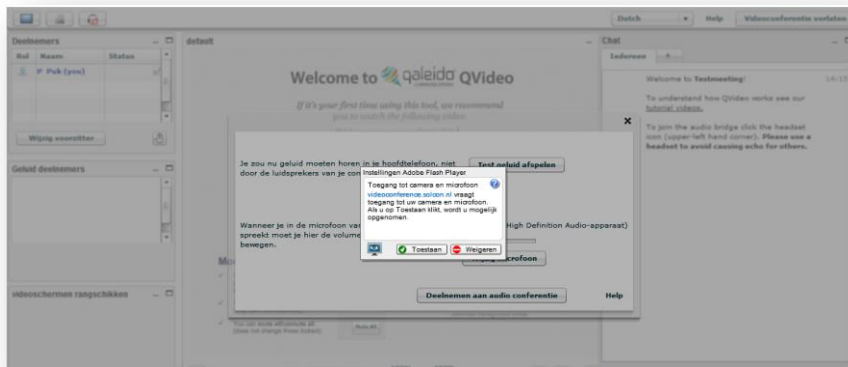 Dutch
Help
Videoconferentie verlaten
Deelnemers
Rol Naam Status
P. Puk (you)
Wijzig voorzitter
Geluid deelnemers
videoschermen rangschikken
default
Welcome to qaleido QVideo
If it's your first time using this tool, we recommend
you to watch the following video
×
Je zou nu geluid moeten horen in je hoofdtelefoon, niet
door de luidsprekers van je
Test geluid afspelen
Instellingen Adobe Flash Player
Toegang tot camera en microfoon
videoconference.solcon.nl vraagt
toegang tot uw camera en microfoon.
Als u op Toestaan klikt, wordt u mogelijk
opgenomen.
Toestaan
Weigeren
Wanneer je in de microfoon
High Definition Audio-apparaat)
spreekt moet je hier de volume
bewegen.
microfoon
Deelnemen aan audio conferentie
Help
Chat
Iedereen +
Welcome to Testmeeting!
To understand how QVideo works see our
tutorial videos.
To join the audio bridge click the headset
icon (upper-left hand corner). Please use a
headset to avoid causing echo for others.